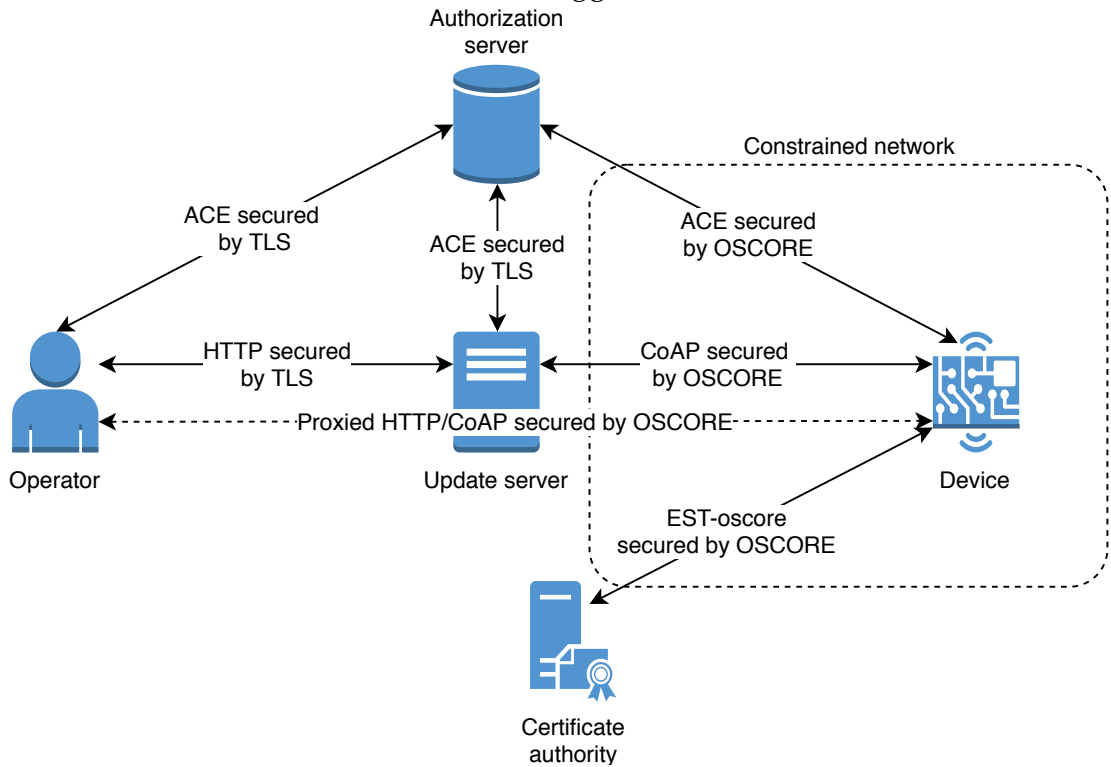 Authorization
server
Constrained network
ACE secured
by TLS
ACE secured
by TLS
ACE secured
by OSCORE
HTTP secured
by TLS
CoAP secured
by OSCORE
Proxied HTTP/CoAP secured by OSCORE
Operator
Update server
Device
EST-oscore
secured by OSCORE
Certificate
authority